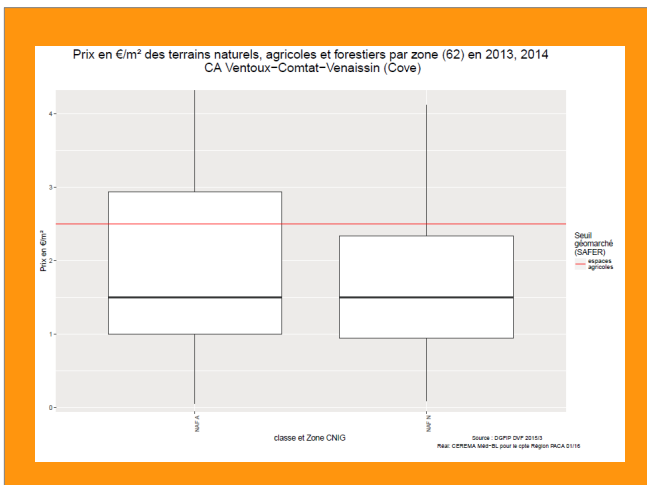 Prix en €/m² des terrains naturels, agricoles et forestiers par zone (62) en 2013, 2014
CA Ventoux−Comtat−Venaissin (Cove)
4
3
2
1
0
Prix en €/m²
NAF A
NAF N
classe et Zone CNIG
Seuil
géomarché
(SAFER)
espaces
agricoles
Source : DGFIP DVF 2015/3
Réal: CEREMA Méd−BL pour le cpte Région PACA 01/16